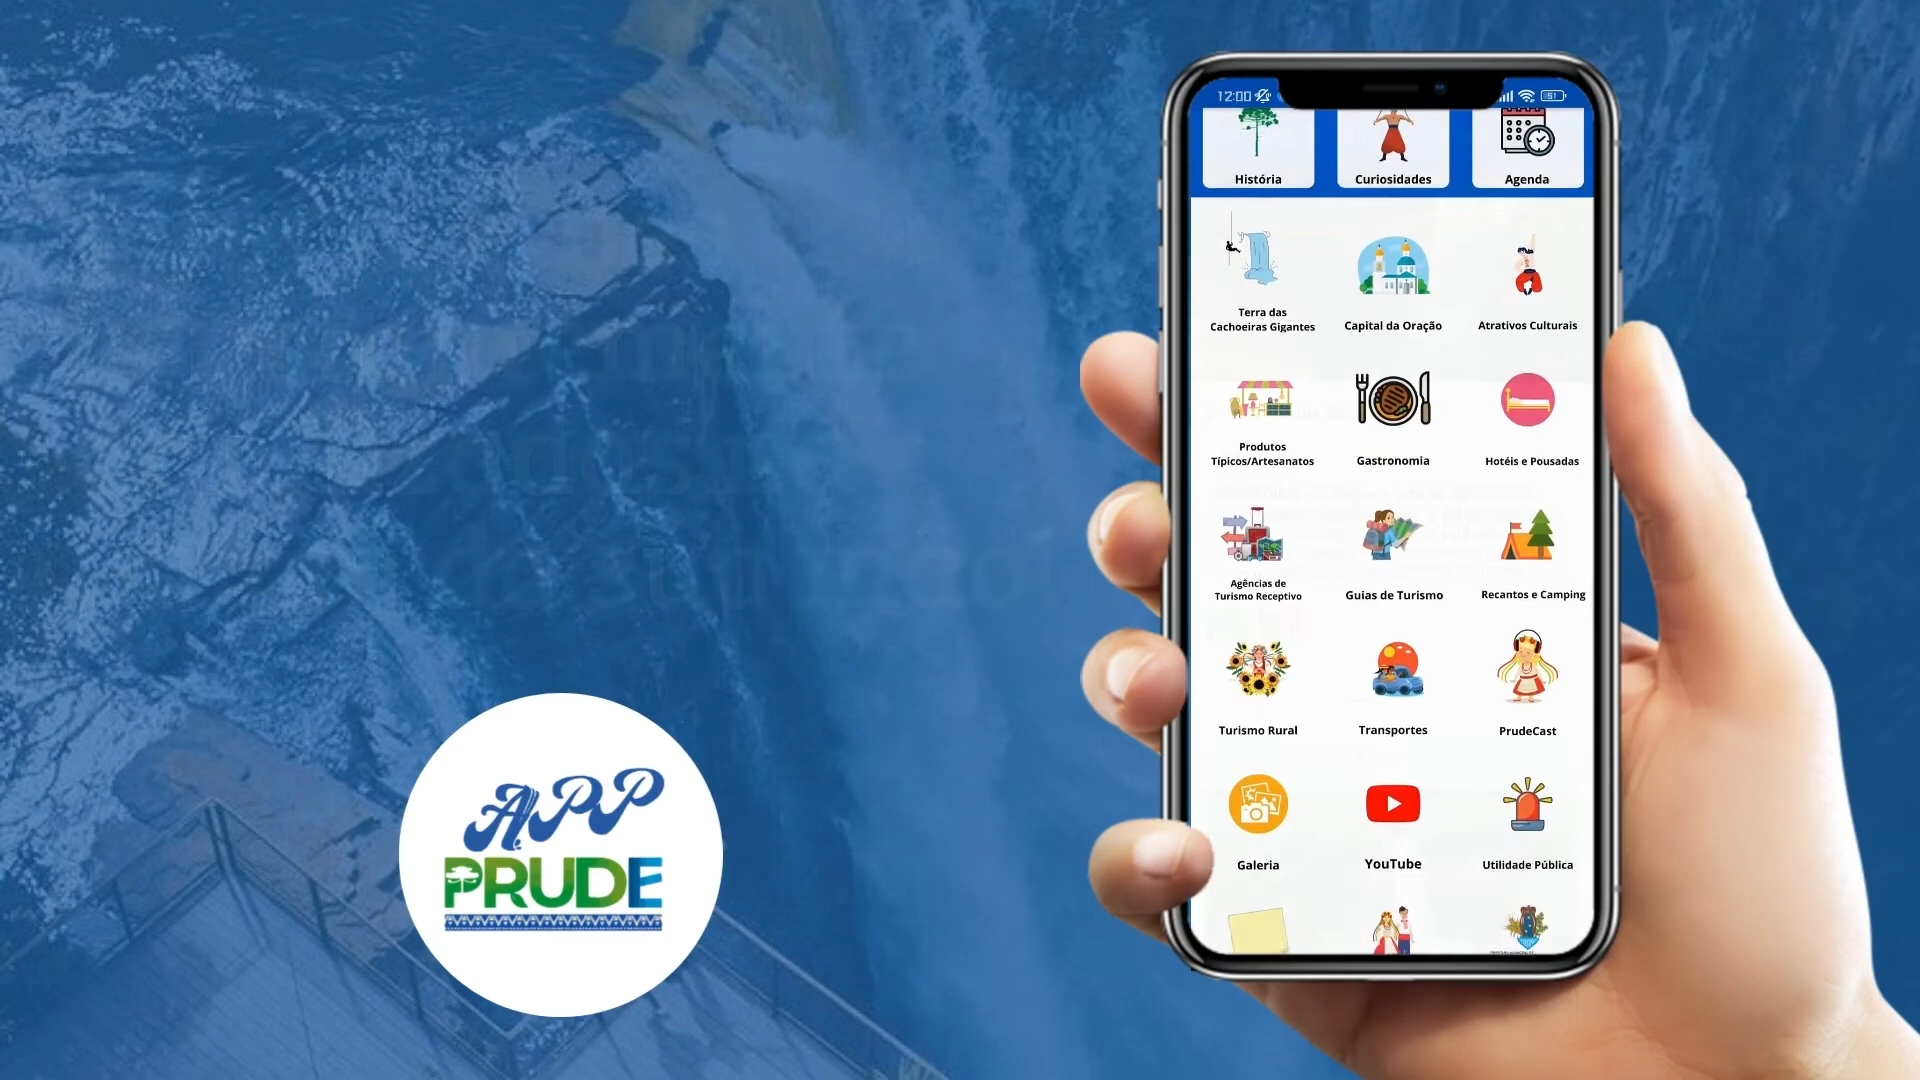 12:00
51
História
Curiosidades
Agenda
Terra das
Cachoeiras Gigantes
Capital da Oração
Atrativos Culturais
Produtos
Típicos/Artesanatos
Gastronomia
Hotéis e Pousadas
Agências de
Turismo Receptivo
Guias de Turismo
Recantos e Camping
Turismo Rural
Transportes
PrudeCast
Galeria
YouTube
Utilidade Pública
APP
PRUDE